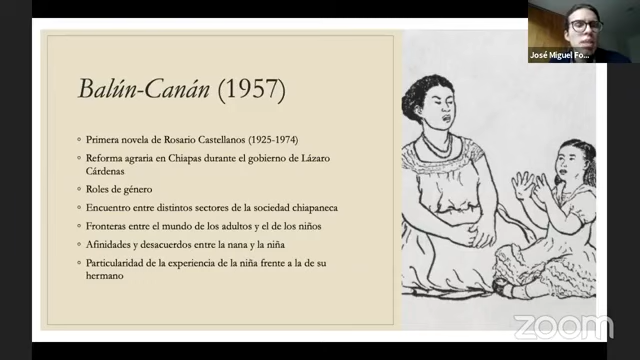 José Miguel Fo...
Balún-Canán (1957)
Primera novela de Rosario Castellanos (1925-1974)
Reforma agraria en Chiapas durante el gobierno de Lázaro
Cárdenas
Roles de género
Encuentro entre distintos sectores de la sociedad chiapaneca
Fronteras entre el mundo de los adultos y el de los niños
Afinidades y desacuerdos entre la nana y la niña
Particularidad de la experiencia de la niña frente a la de su
hermano
zoom